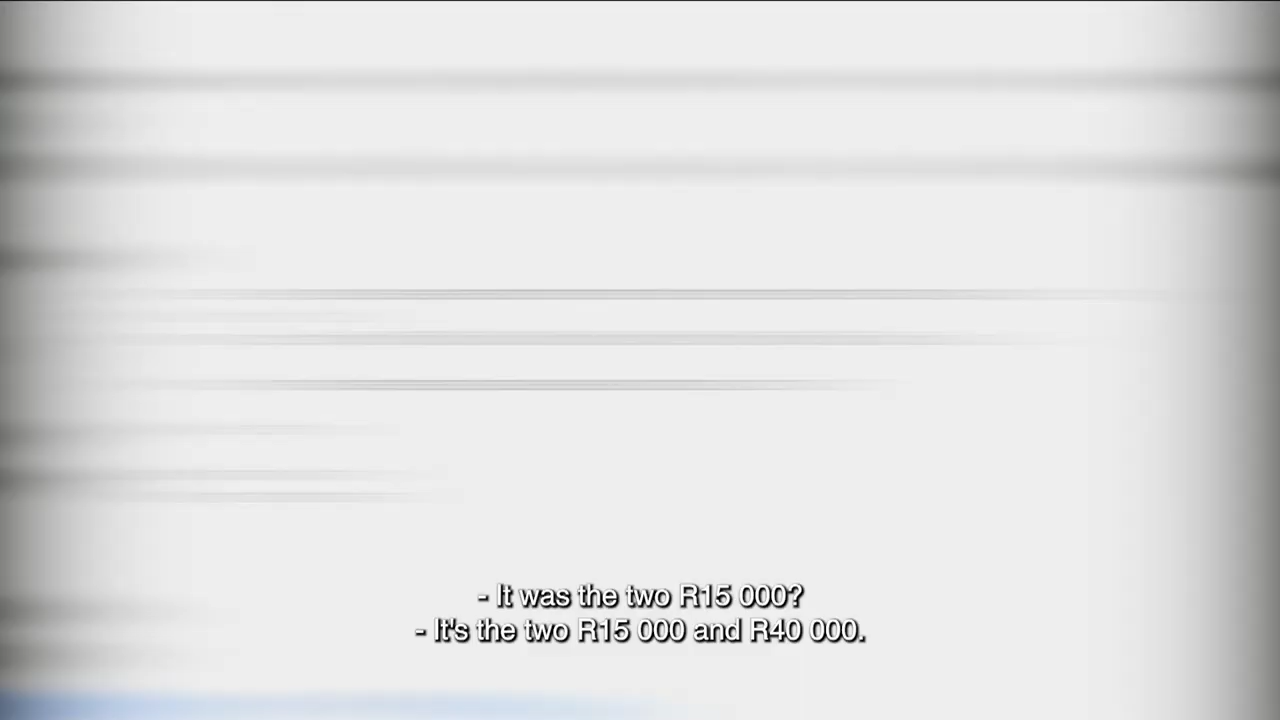 - It was the two R15 000?
- It's the two R15 000 and R40 000.